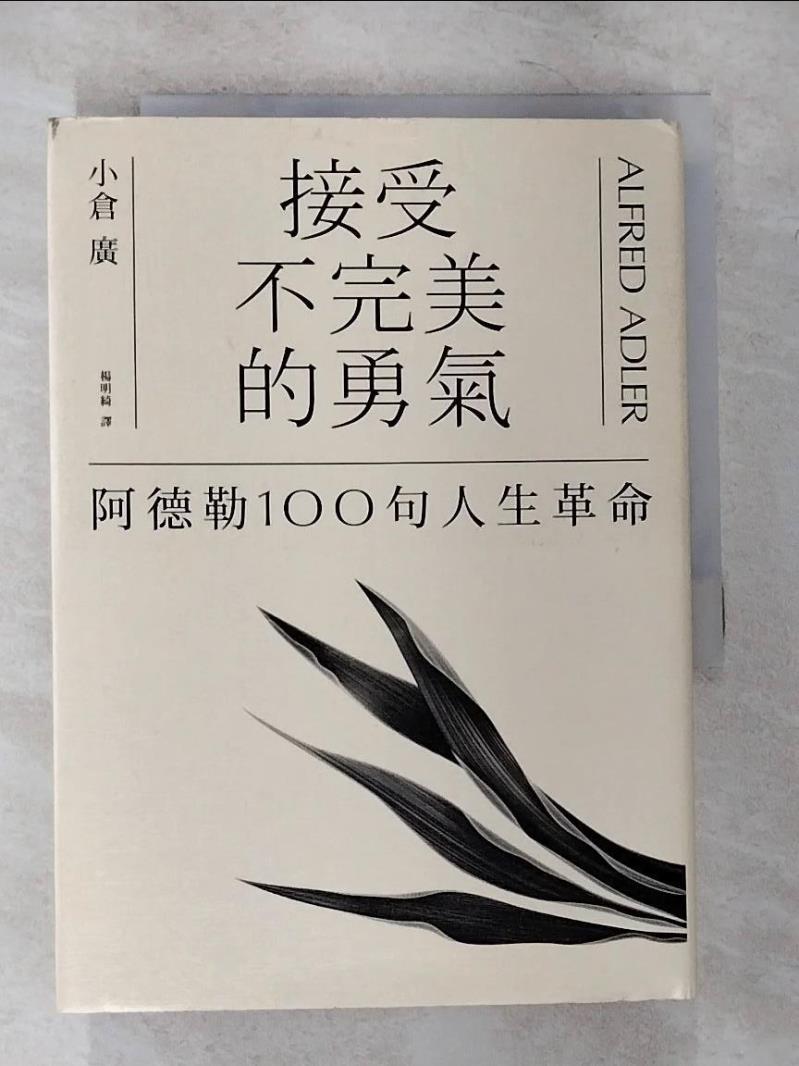 接受
不完美
的勇氣
小倉 廣
楊明綺 譯
ALFRED ADLER
阿德勒100句人生革命